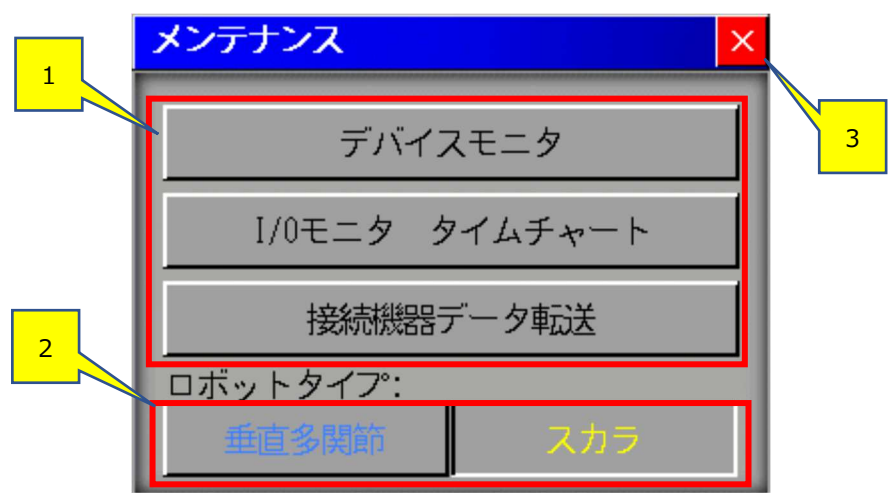 メンテナンス
×
1
デバイスモニタ
3
I/Oモニタ　タイムチャート
接続機器データ転送
2
ロボットタイプ:
垂直多関節
スカラ